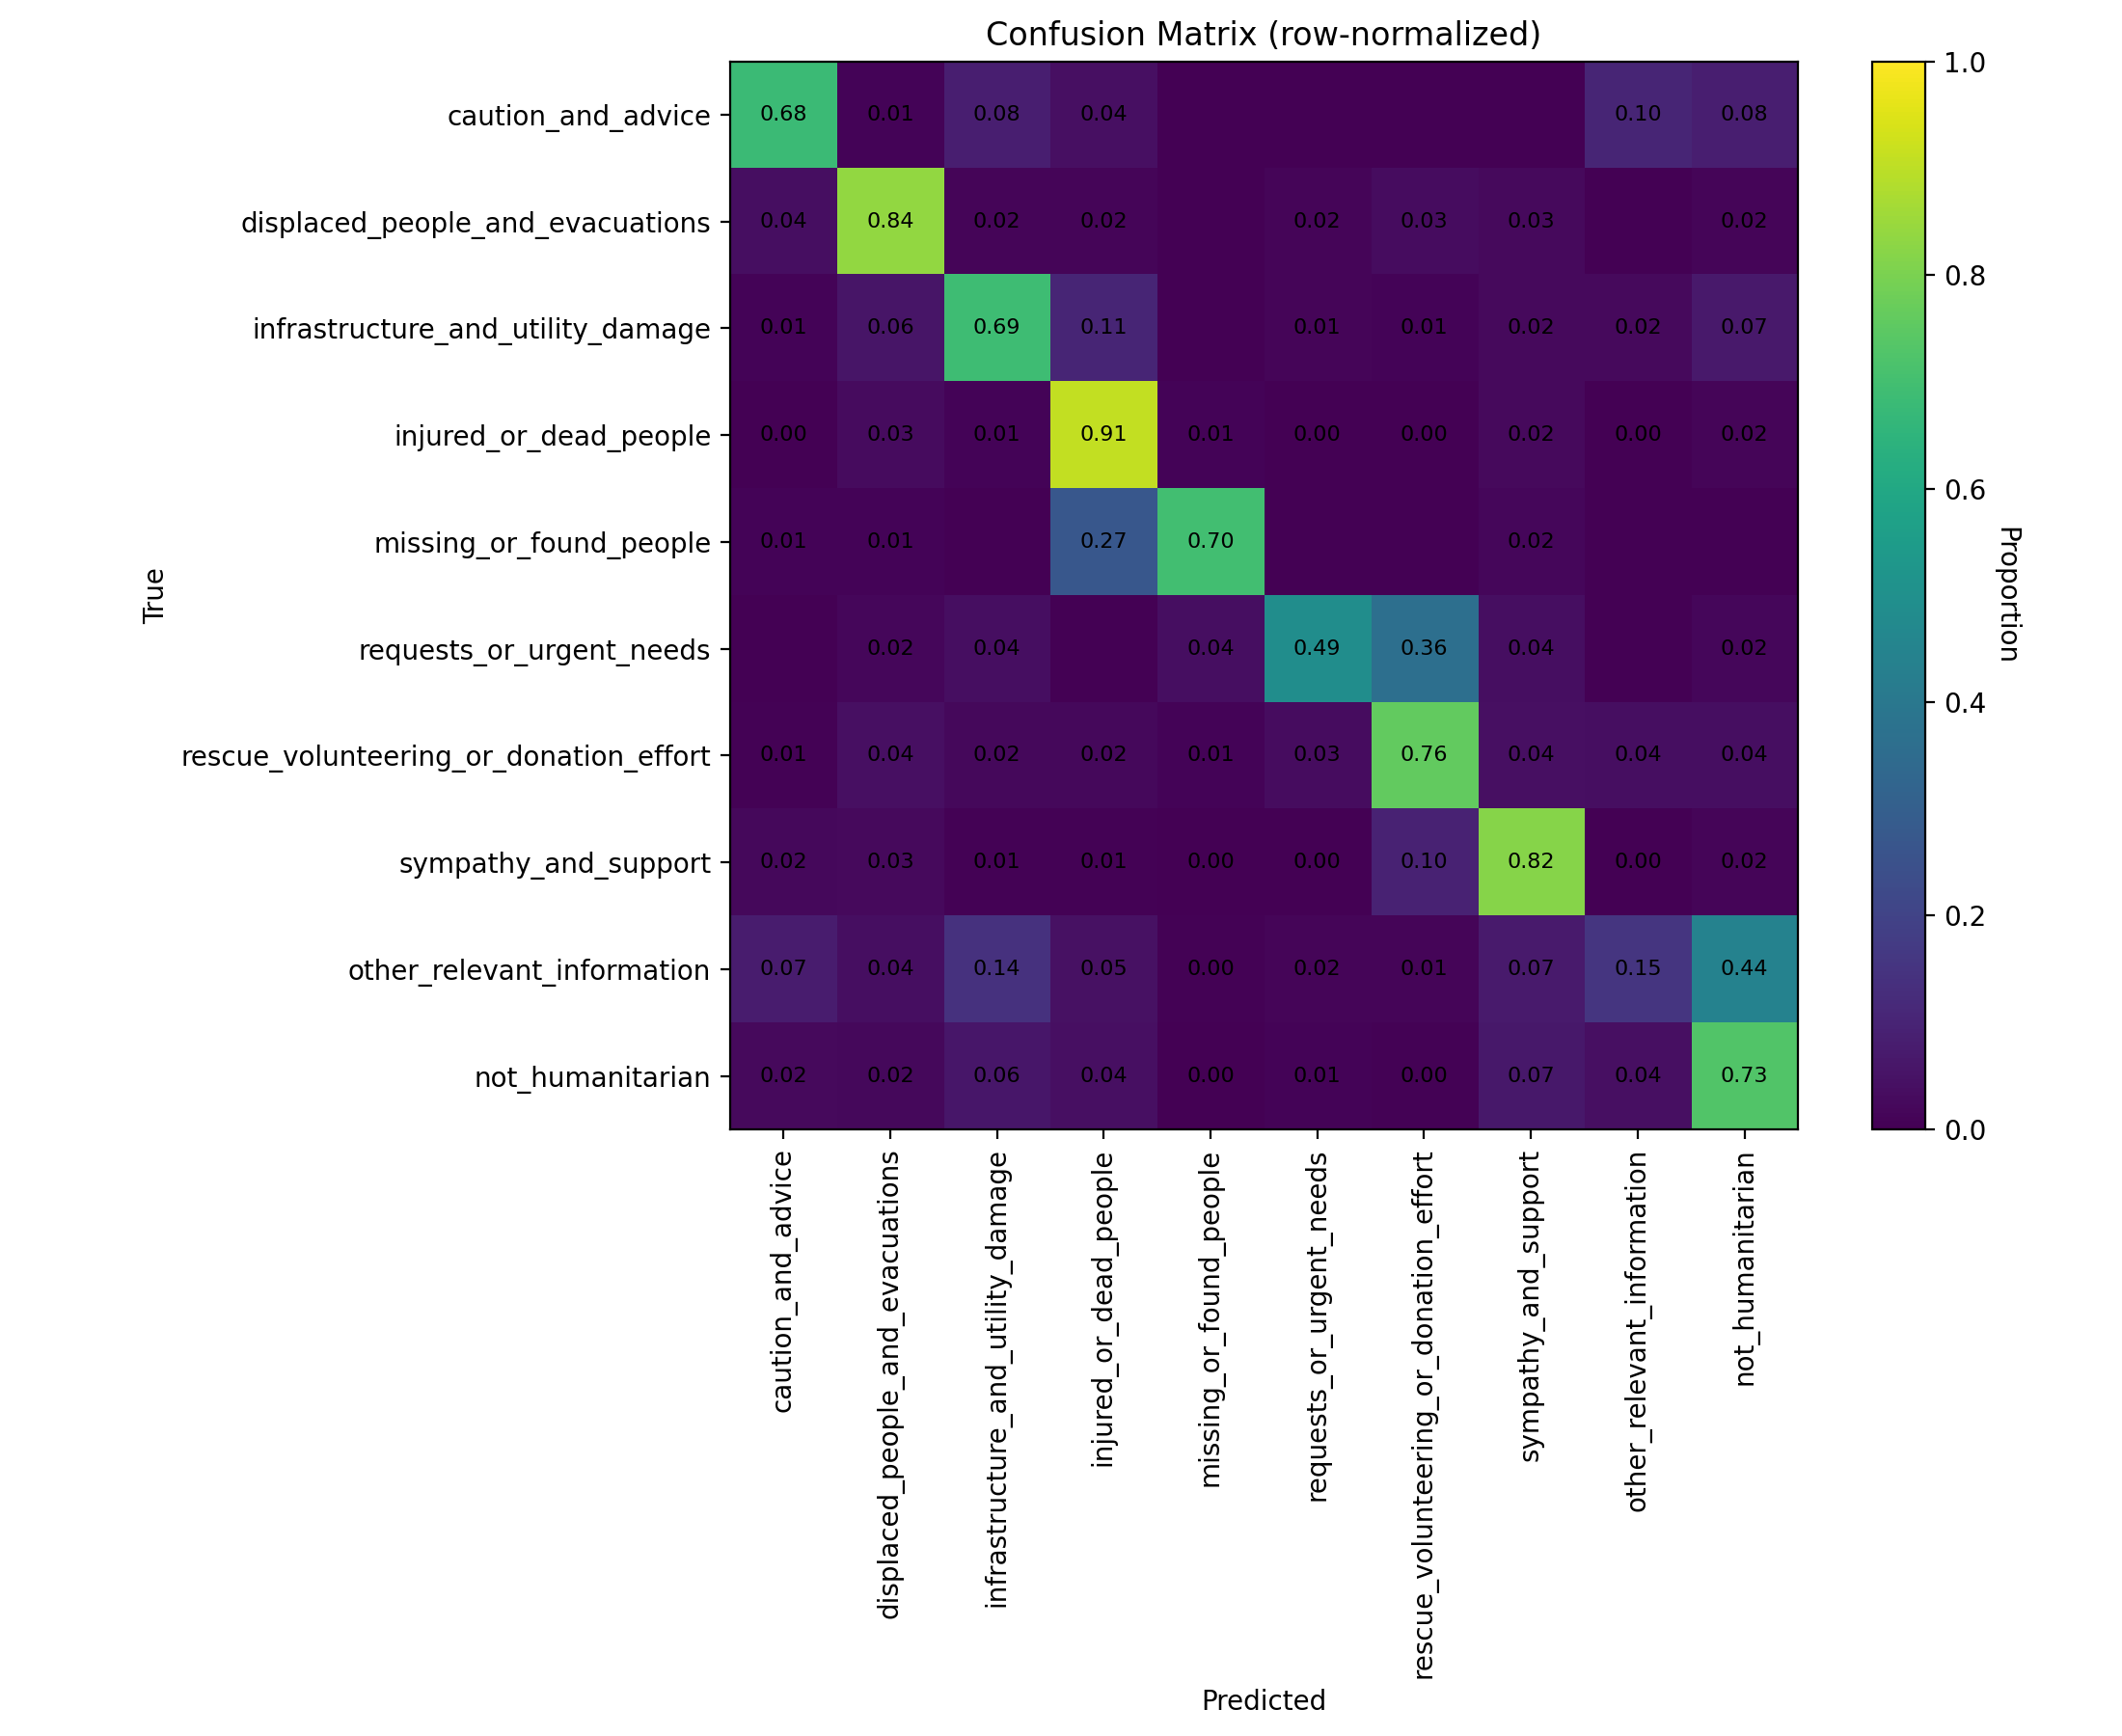 Confusion Matrix (row-normalized)
caution_and_advice 0.68 0.01 0.08 0.04 0.10 0.08
displaced_people_and_evacuations 0.04 0.84 0.02 0.02 0.02 0.03 0.03 0.02
infrastructure_and_utility_damage 0.01 0.06 0.69 0.11 0.01 0.01 0.02 0.02 0.07
injured_or_dead_people 0.00 0.03 0.01 0.91 0.01 0.00 0.00 0.02 0.00 0.02
missing_or_found_people 0.01 0.01 0.27 0.70 0.02
requests_or_urgent_needs 0.02 0.04 0.04 0.49 0.36 0.04 0.02
rescue_volunteering_or_donation_effort 0.01 0.04 0.02 0.02 0.01 0.03 0.76 0.04 0.04 0.04
sympathy_and_support 0.02 0.03 0.01 0.01 0.00 0.00 0.10 0.82 0.00 0.02
other_relevant_information 0.07 0.04 0.14 0.05 0.00 0.02 0.01 0.07 0.15 0.44
not_humanitarian 0.02 0.02 0.06 0.04 0.00 0.01 0.00 0.07 0.04 0.73
True
caution_and_advice
displaced_people_and_evacuations
infrastructure_and_utility_damage
injured_or_dead_people
missing_or_found_people
requests_or_urgent_needs
rescue_volunteering_or_donation_effort
sympathy_and_support
other_relevant_information
not_humanitarian
Predicted
1.0
0.8
0.6
0.4
0.2
0.0
Proportion